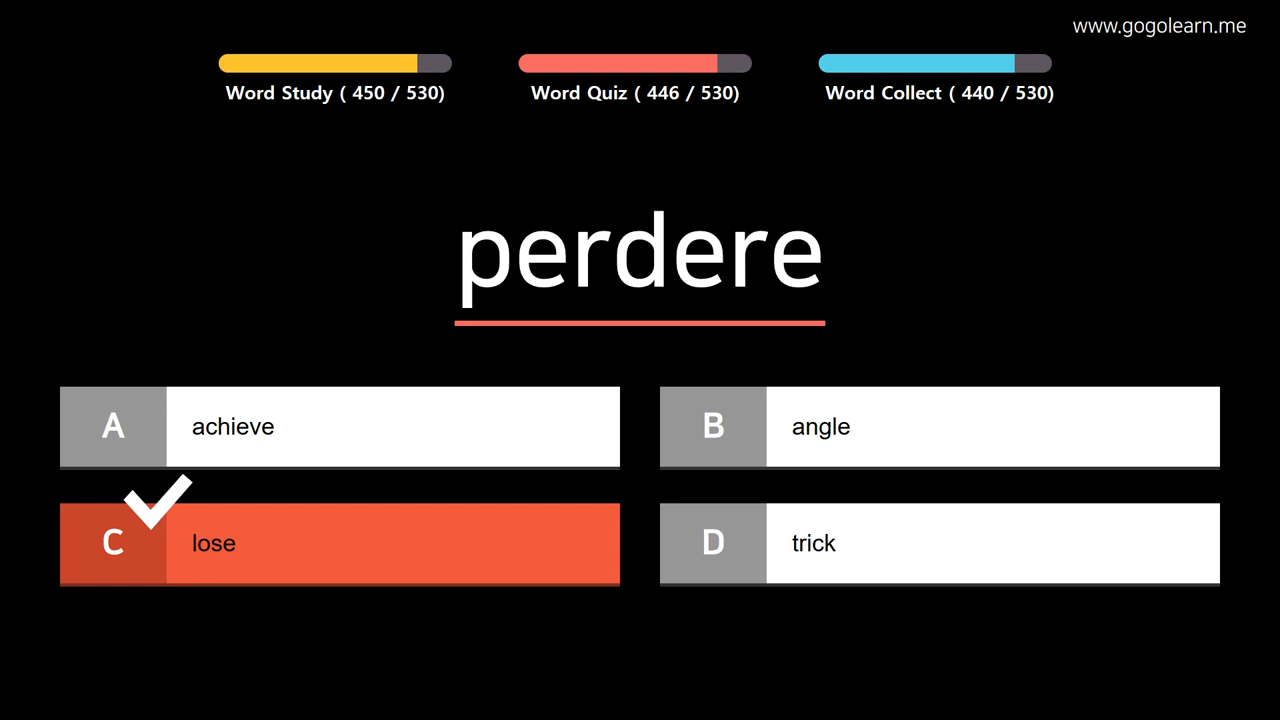 www.gogolearn.me
Word Study ( 450 / 530)
Word Quiz ( 446 / 530)
Word Collect ( 440 / 530)
perdere
A
achieve
B
angle
C
lose
D
trick